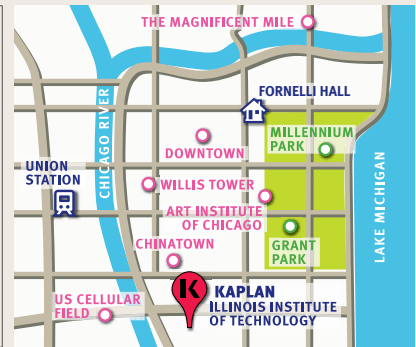 THE MAGNIFICENT MILE
FORNELLI HALL
CHICAGO RIVER
MILLENNIUM
PARK
DOWNTOWN
UNION
STATION
WILLIS TOWER
ART INSTITUTE
OF CHICAGO
LAKE MICHIGAN
GRANT
PARK
CHINATOWN
K
KAPLAN
ILLINOIS INSTITUTE
OF TECHNOLOGY
US CELLULAR
FIELD